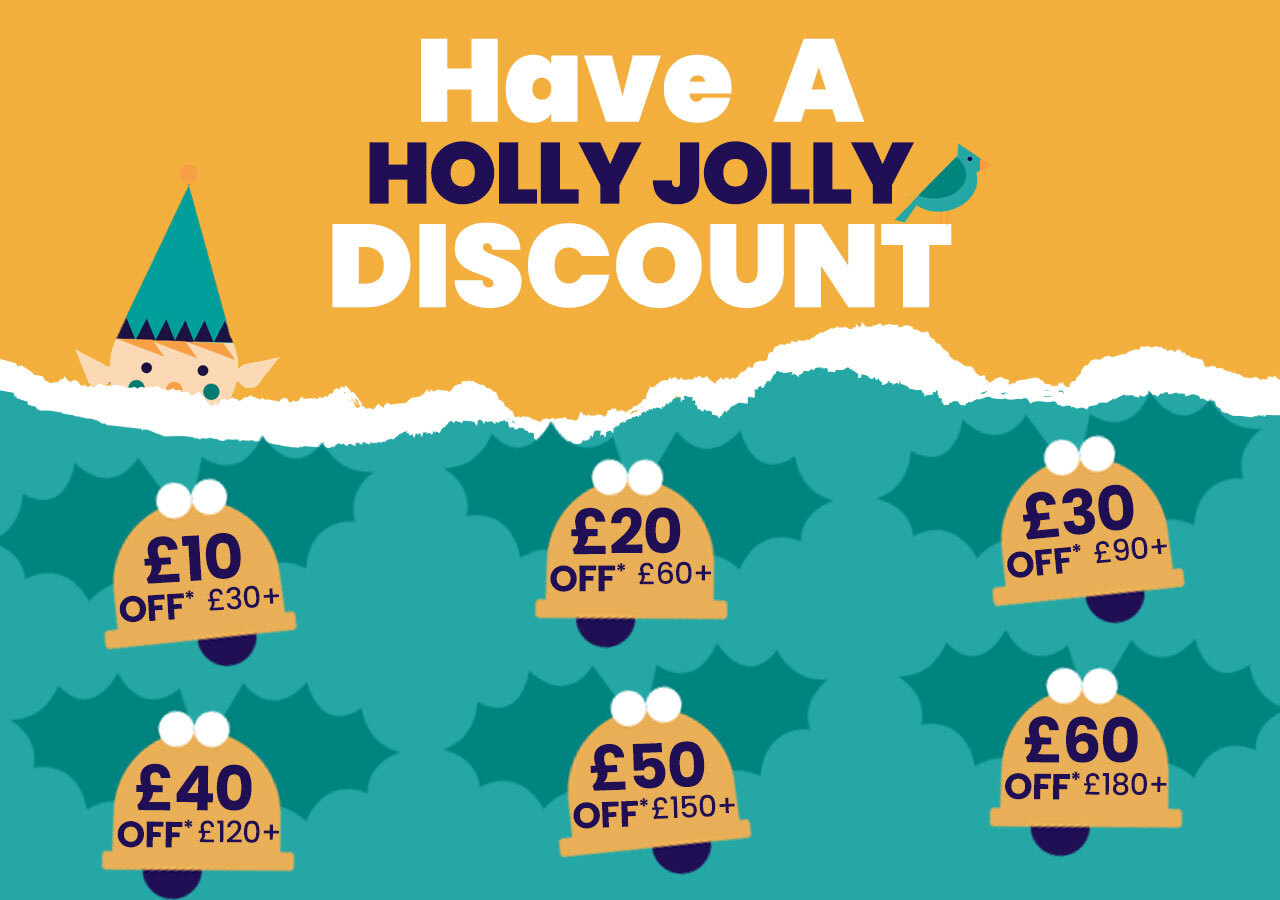 Have A
HOLLY JOLLY
DISCOUNT
£10
OFF* £30+
£20
OFF* £60+
£30
OFF* £90+
£40
OFF* £120+
£50
OFF* £150+
£60
OFF* £180+